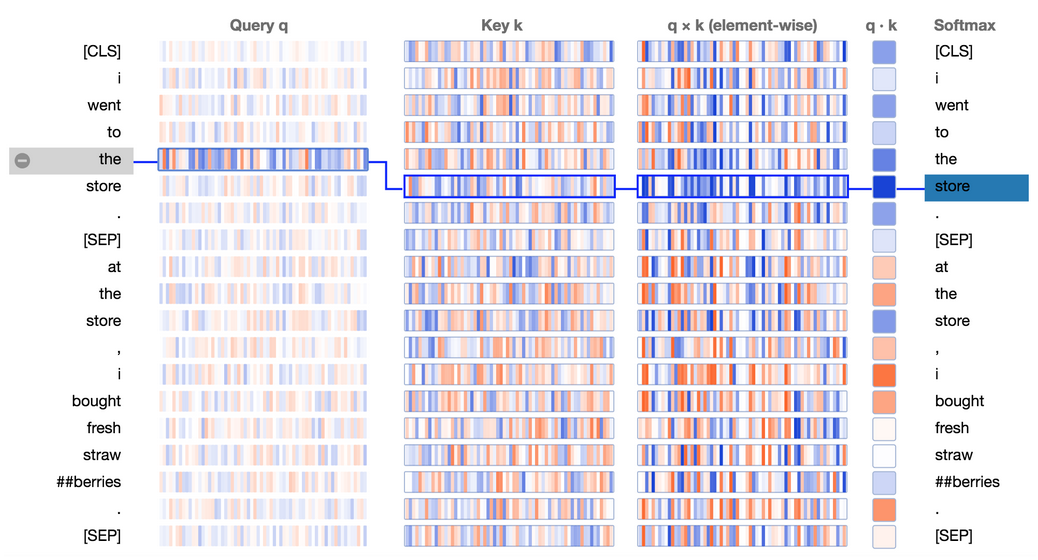 Query q Key k q × k (element-wise) q · k Softmax
[CLS] [CLS]
i i
went went
to to
the the
store store
. .
[SEP] [SEP]
at at
the the
store store
, ,
i i
bought bought
fresh fresh
straw straw
##berries ##berries
. .
[SEP] [SEP]